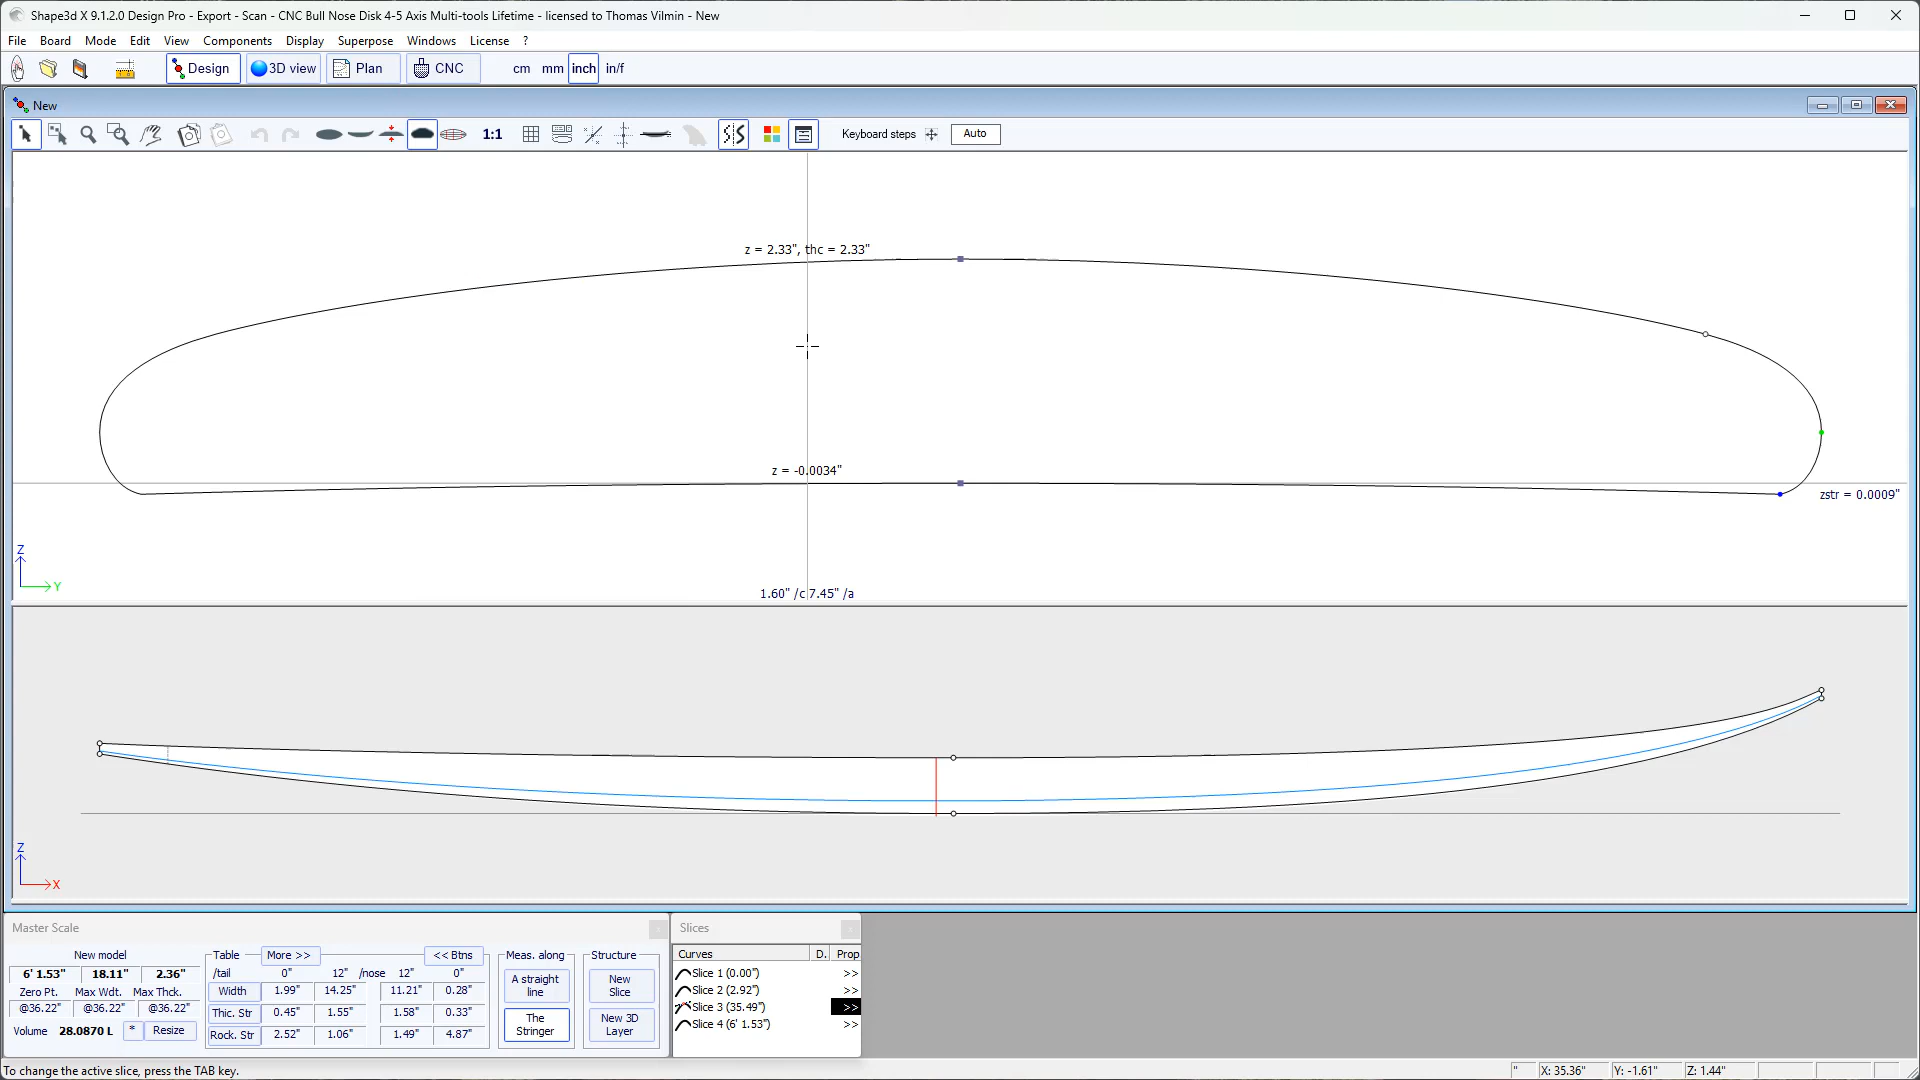 Shape3d X 9.1.2.0 Design Pro - Export - Scan - CNC Bull Nose Disk 4-5 Axis Multi-tools Lifetime - licensed to Thomas Vilmin - New
File Board Mode Edit View Components Display Superpose Windows License ?
Design 3D view Plan CNC cm mm inch in/f
New
1:1 Keyboard steps Auto
z = 2.33", thc = 2.33"
z = -0.0034"
zstr = 0.0009"
Z
Y
1.60" /c 7.45" /a
Z
X
Master Scale
New model
6' 1.53" 18.11" 2.36"
Zero Pt. Max Wdt. Max Thck.
@36.22" @36.22" @36.22"
Volume 28.0870 L * Resize
Table More >> << Btns
/tail 0" 12" /nose 12" 0"
Width 1.99" 14.25" 11.21" 0.28"
Thic. Str 0.45" 1.55" 1.58" 0.33"
Rock. Str 2.52" 1.06" 1.49" 4.87"
Meas. along
A straight
line
The
Stringer
Structure
New
Slice
New 3D
Layer
Slices
Curves D. Prop
Slice 1 (0.00") >>
Slice 2 (2.92") >>
Slice 3 (35.49") >>
Slice 4 (6' 1.53") >>
To change the active slice, press the TAB key.
" X: 35.36" Y: -1.61" Z: 1.44"